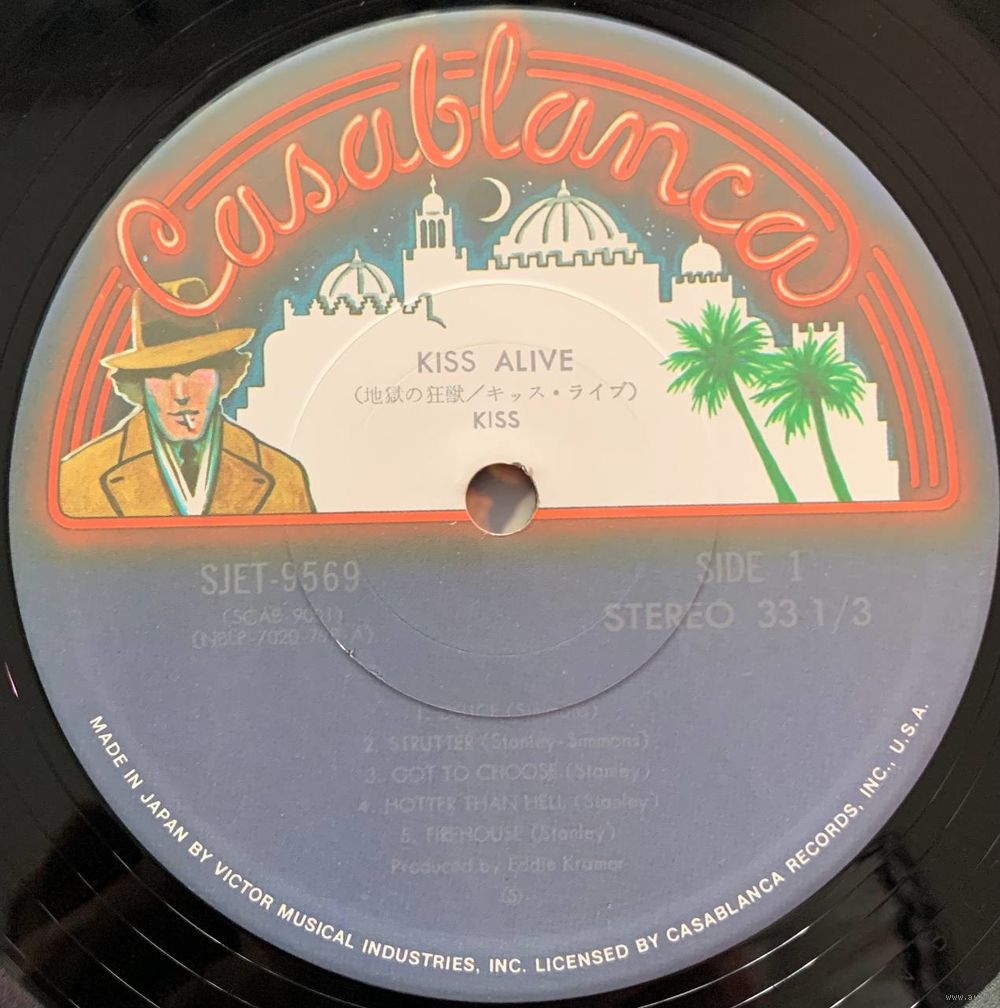 Casablanca
KISS ALIVE
(地獄の狂獣/キッス・ライブ)
KISS
SJET-9569
SIDE 1
STEREO 33 1/3
1. DEUCE (Simmons)
2. STRUTTER (Stanley-Simmons)
3. GOT TO CHOOSE (Stanley)
4. HOTTER THAN HELL (Stanley)
5. FIREHOUSE (Stanley)
Produced by Eddie Kramer
(S)
MADE IN JAPAN BY VICTOR MUSICAL INDUSTRIES, INC. LICENSED BY CASABLANCA RECORDS, INC., U.S.A.